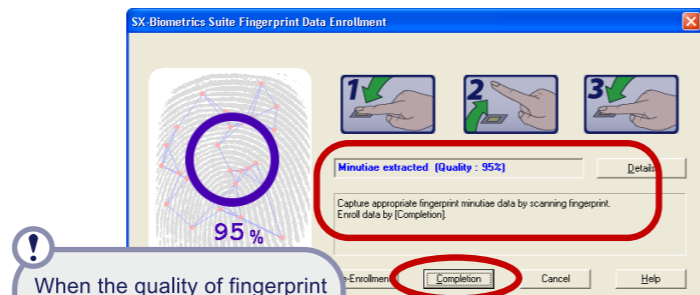 SX-Biometrics Suite Fingerprint Data Enrollment
1 2 3
Minutiae extracted (Quality : 95%)
Details
Capture appropriate fingerprint minutiae data by scanning fingerprint.
Enroll data by [Completion].
95 %
!
When the quality of fingerprint
Completion
Cancel
Help